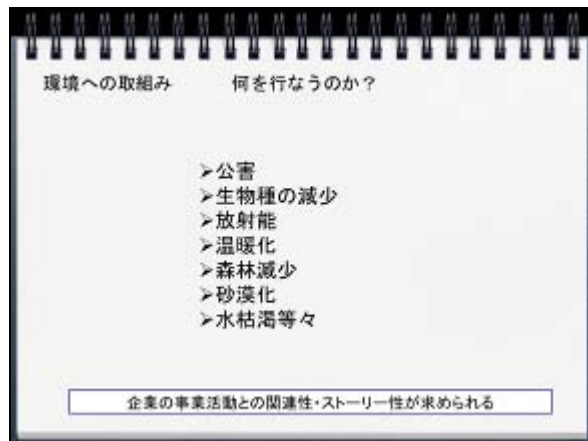 環境への取組み　　何を行なうのか？
➢公害
➢生物種の減少
➢放射能
➢温暖化
➢森林減少
➢砂漠化
➢水枯渇等々
企業の事業活動との関連性・ストーリー性が求められる